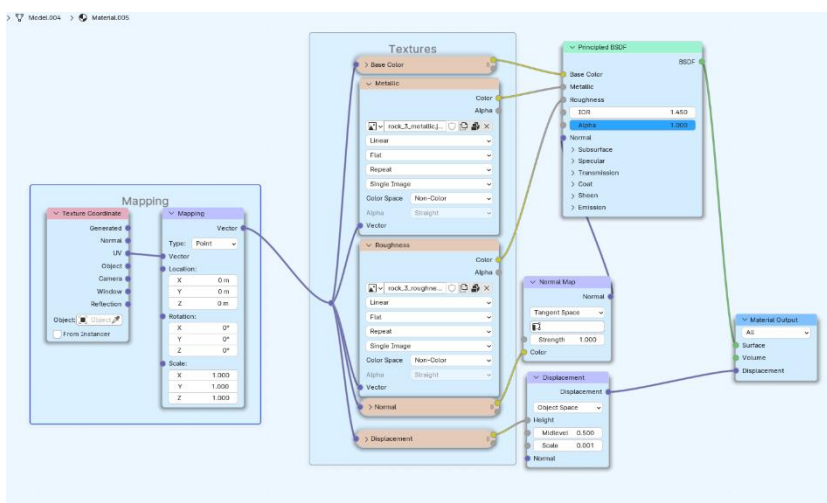 > Model.004 > Material.005
Mapping
Texture Coordinate
Generated
Normal
UV
Object
Camera
Window
Reflection
Object: Object
From Instancer
Mapping
Vector
Type: Point
Vector
Location:
X 0 m
Y 0 m
Z 0 m
Rotation:
X 0°
Y 0°
Z 0°
Scale:
X 1.000
Y 1.000
Z 1.000
Textures
> Base Color
Metallic
Color
Alpha
rock_3_metallic.j...
Linear
Flat
Repeat
Single Image
Color Space Non-Color
Alpha Straight
Vector
Roughness
Color
Alpha
rock_3_roughne...
Linear
Flat
Repeat
Single Image
Color Space Non-Color
Alpha Straight
Vector
> Normal
> Displacement
Principled BSDF
BSDF
Base Color
Metallic
Roughness
IOR 1.450
Alpha 1.000
Normal
> Subsurface
> Specular
> Transmission
> Coat
> Sheen
> Emission
Normal Map
Normal
Tangent Space
Strength 1.000
Color
Displacement
Displacement
Object Space
Height
Midlevel 0.500
Scale 0.001
Normal
Material Output
All
Surface
Volume
Displacement